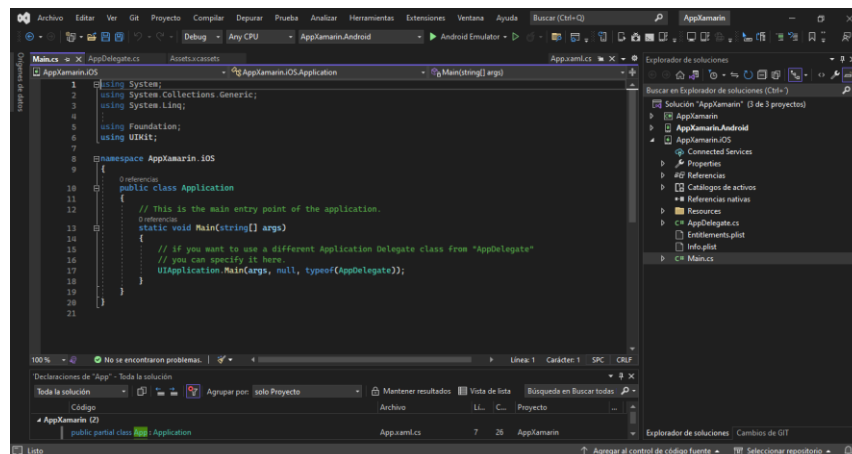 Archivo Editar Ver Git Proyecto Compilar Depurar Prueba Analizar Herramientas Extensiones Ventana Ayuda Buscar (Ctrl+Q) AppXamarin
Debug Any CPU AppXamarin.Android Android Emulator
Orígenes de datos
Main.cs AppDelegate.cs Assets.xcassets App.xaml.cs
AppXamarin.iOS AppXamarin.iOS.Application Main(string[] args)
1 using System;
2 using System.Collections.Generic;
3 using System.Linq;
4
5 using Foundation;
6 using UIKit;
7
8 namespace AppXamarin.iOS
9 {
0 referencias
10 public class Application
11 {
12 // This is the main entry point of the application.
0 referencias
13 static void Main(string[] args)
14 {
15 // if you want to use a different Application Delegate class from "AppDelegate"
16 // you can specify it here.
17 UIApplication.Main(args, null, typeof(AppDelegate));
18 }
19 }
20 }
21
100 % No se encontraron problemas. Línea: 1 Carácter: 1 SPC CRLF
'Declaraciones de "App" - Toda la solución
Toda la solución Agrupar por: solo Proyecto Mantener resultados Vista de lista Búsqueda en Buscar todas
Código Archivo Lí... C... Proyecto ...
AppXamarin (2)
public partial class App : Application App.xaml.cs 7 26 AppXamarin
Explorador de soluciones
Buscar en Explorador de soluciones (Ctrl+´)
Solución "AppXamarin" (3 de 3 proyectos)
AppXamarin
AppXamarin.Android
AppXamarin.iOS
Connected Services
Properties
Referencias
Catálogos de activos
Referencias nativas
Resources
C# AppDelegate.cs
Entitlements.plist
Info.plist
C# Main.cs
Explorador de soluciones Cambios de GIT
Listo Agregar al control de código fuente Seleccionar repositorio